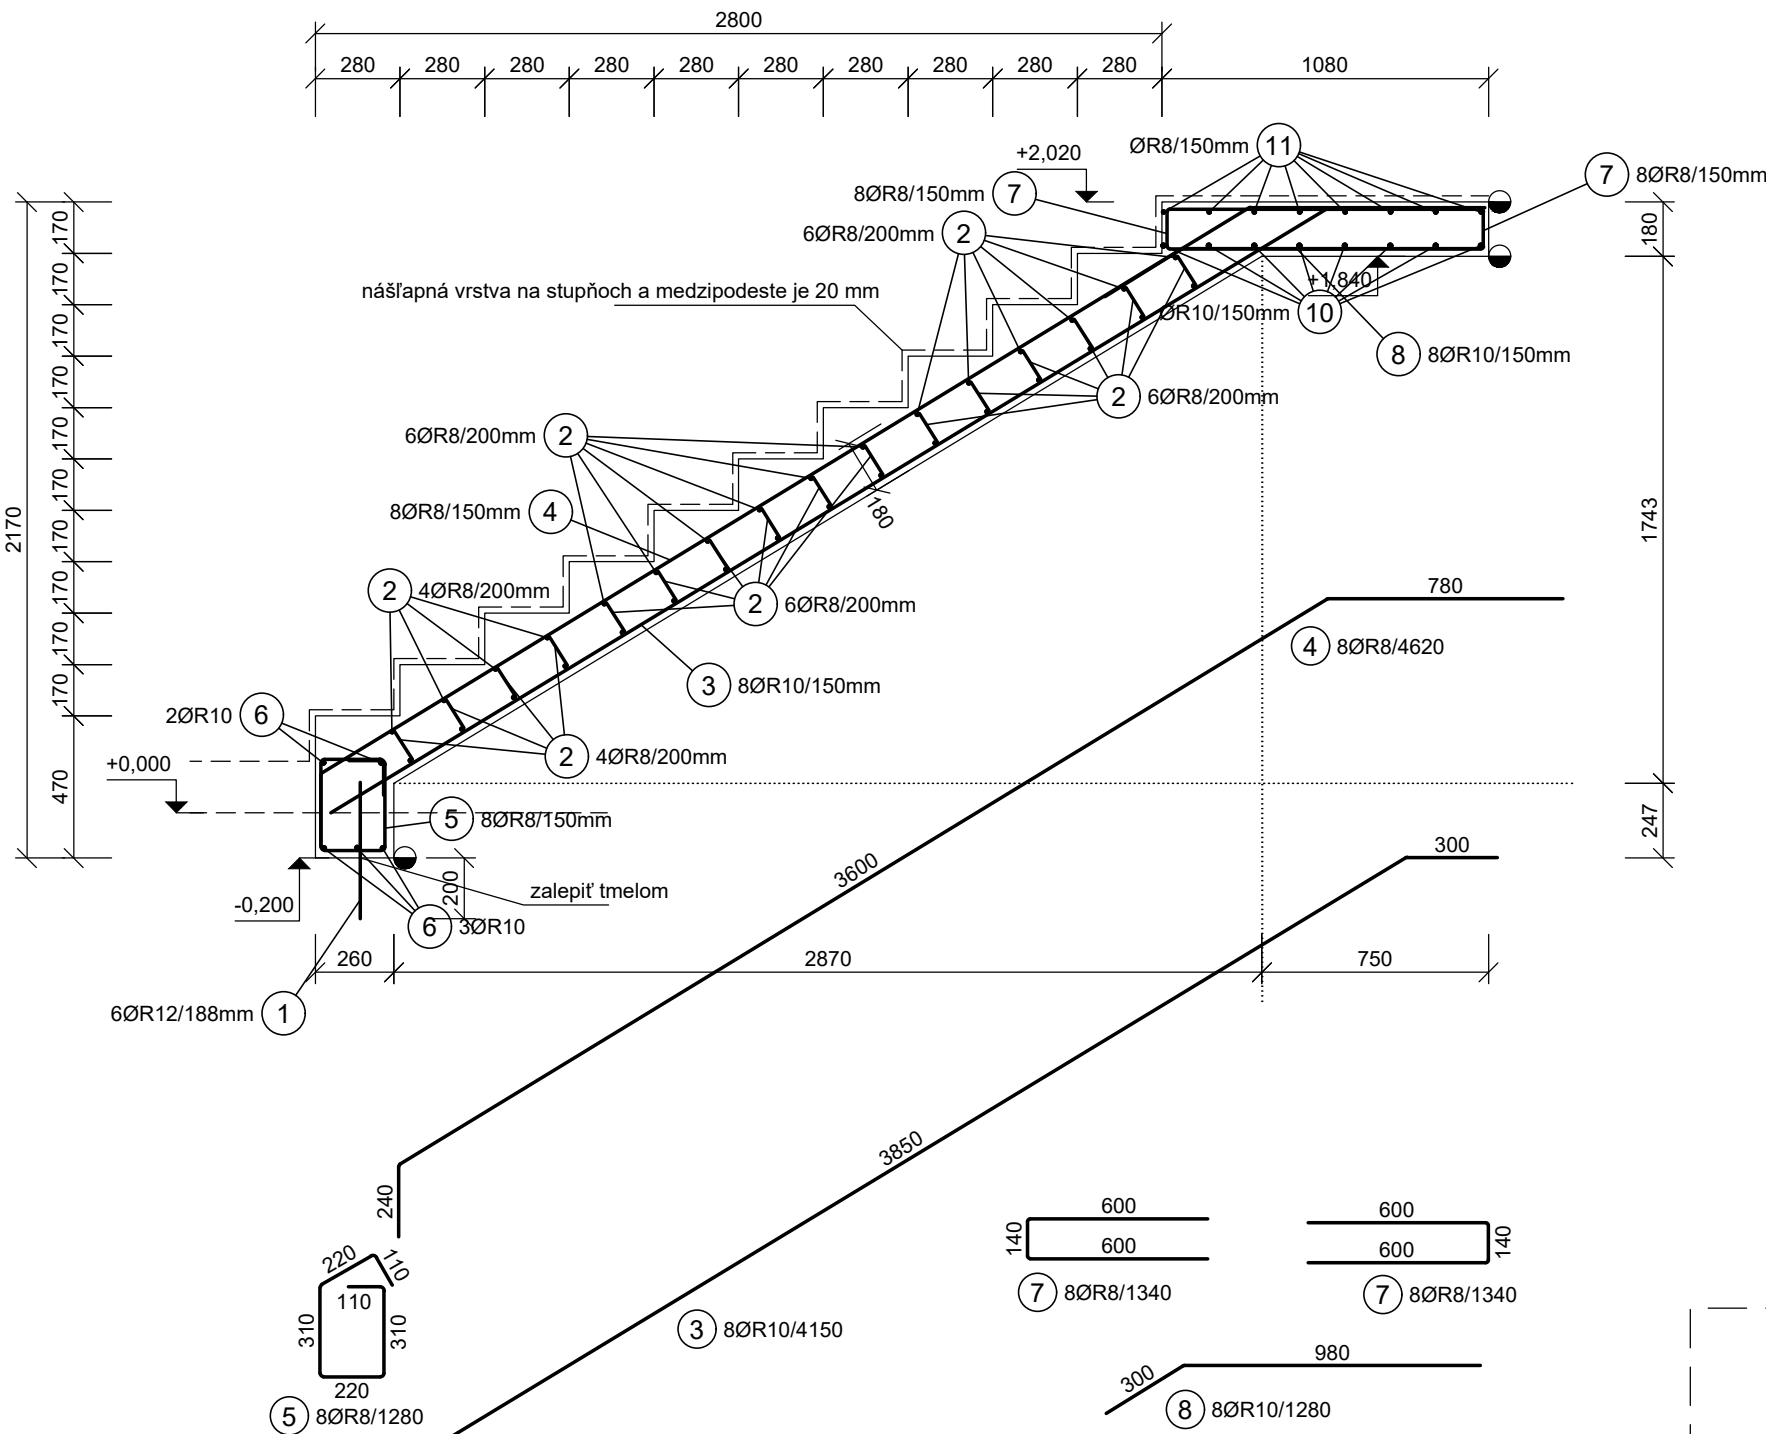 2800
280 280 280 280 280 280 280 280 280 280 1080
+2,020
ØR8/150mm 11
8ØR8/150mm 7
7 8ØR8/150mm
6ØR8/200mm 2
nášľapná vrstva na stupňoch a medzipodeste je 20 mm
+1,840
ØR10/150mm 10
8 8ØR10/150mm
2 6ØR8/200mm
180
1743
247
2170
170
170
170
170
170
170
170
170
170
170
470
6ØR8/200mm 2
8ØR8/150mm 4
180
2 4ØR8/200mm
2 6ØR8/200mm
3 8ØR10/150mm
2ØR10 6
2 4ØR8/200mm
+0,000
5 8ØR8/150mm
200
zalepiť tmelom
-0,200
6 3ØR10
260 2870 750
6ØR12/188mm 1
780
4 8ØR8/4620
3600
240
300
3850
3 8ØR10/4150
220 110
110
310 310
220
5 8ØR8/1280
600
140
600
7 8ØR8/1340
600
140
600
7 8ØR8/1340
980
300
8 8ØR10/1280